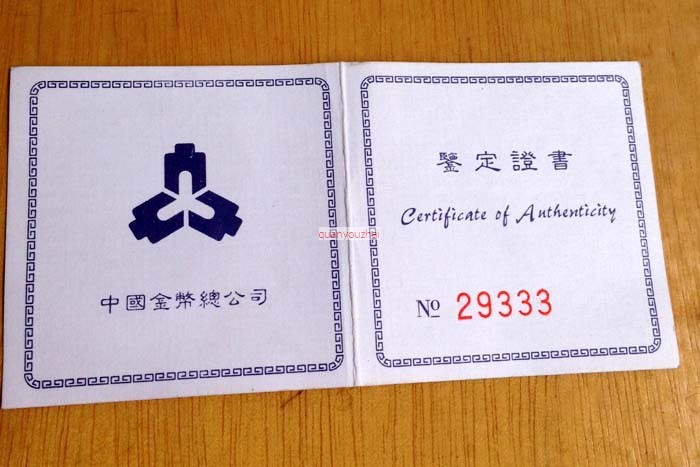 中國金幣總公司
鑒定證書
Certificate of Authenticity
№ 29333
quanyouzhai